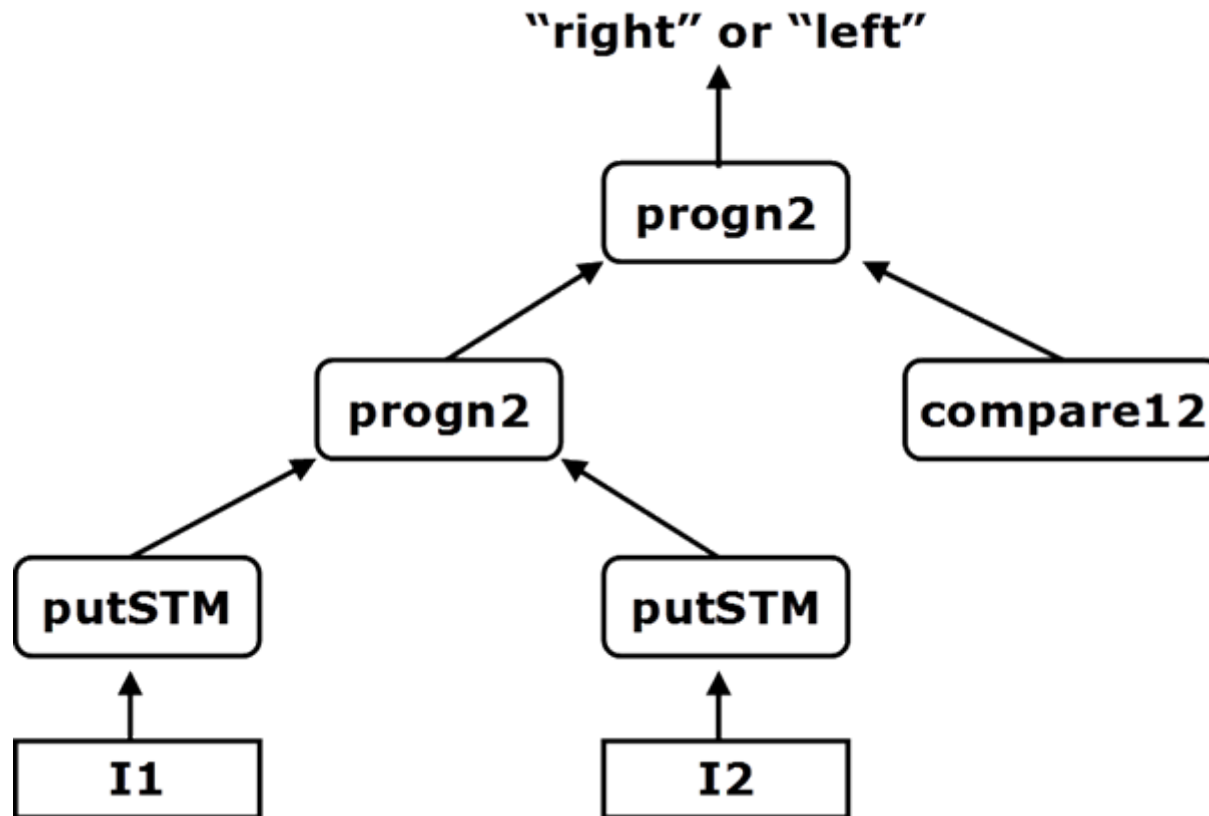 “right” or “left”
progn2
progn2
compare12
putSTM
putSTM
I1
I2